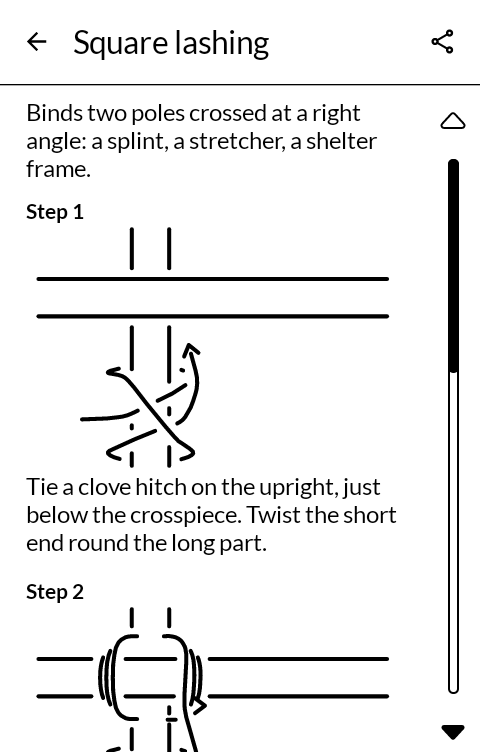 Square lashing
Binds two poles crossed at a right
angle: a splint, a stretcher, a shelter
frame.
Step 1
Tie a clove hitch on the upright, just
below the crosspiece. Twist the short
end round the long part.
Step 2